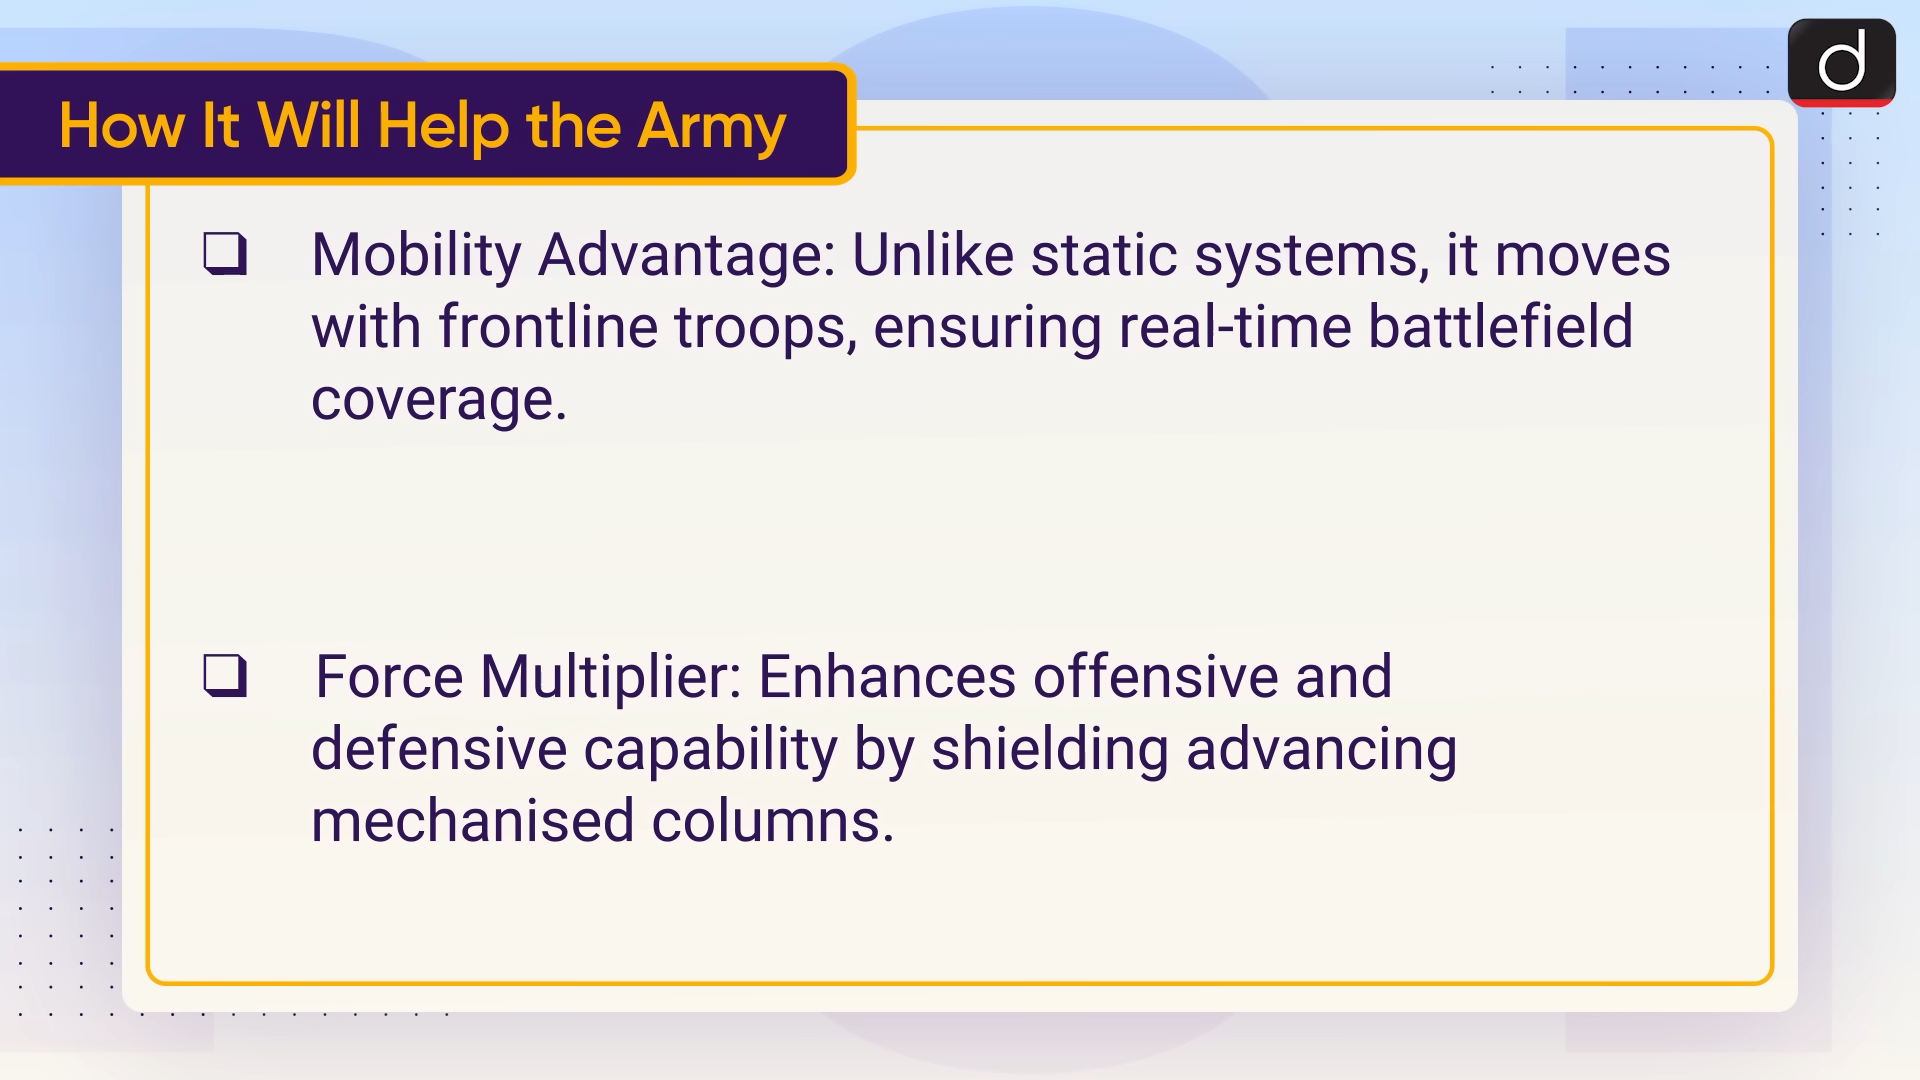 How It Will Help the Army
❑ Mobility Advantage: Unlike static systems, it moves
with frontline troops, ensuring real-time battlefield
coverage.
❑ Force Multiplier: Enhances offensive and
defensive capability by shielding advancing
mechanised columns.
d